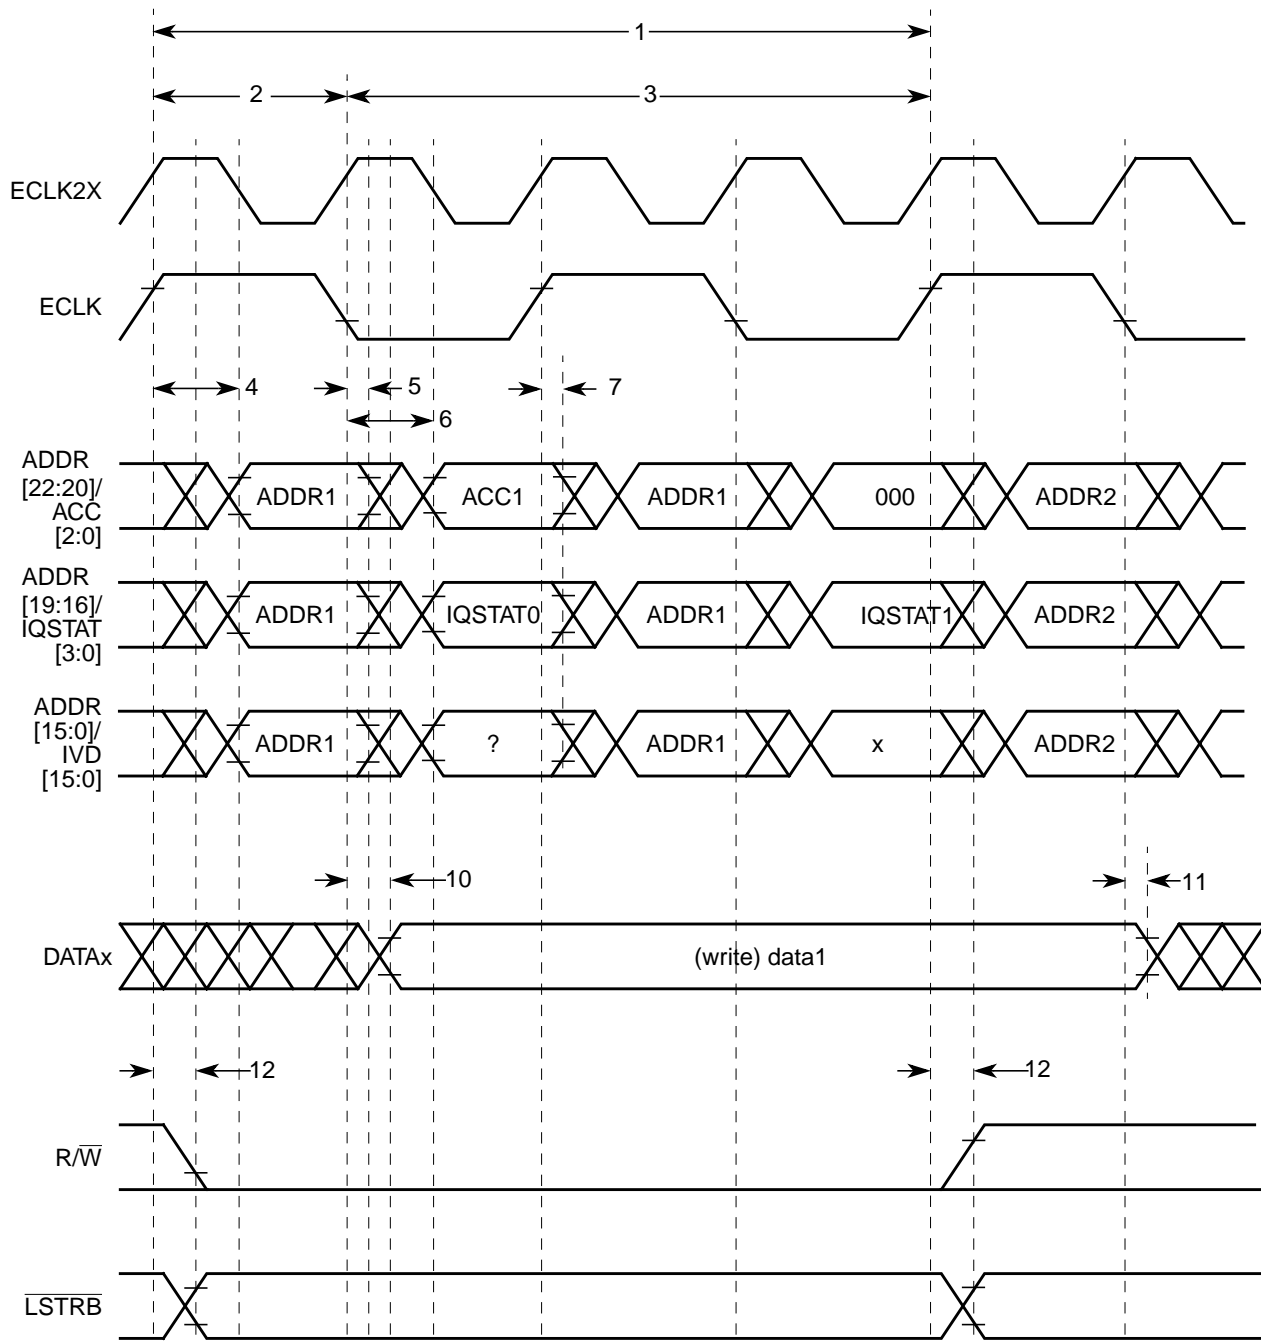 1
2 3
ECLK2X
ECLK
4 5 7
6
ADDR
[22:20]/
ACC
[2:0]
ADDR1 ACC1 ADDR1 000 ADDR2
ADDR
[19:16]/
IQSTAT
[3:0]
ADDR1 IQSTAT0 ADDR1 IQSTAT1 ADDR2
ADDR
[15:0]/
IVD
[15:0]
ADDR1 ? ADDR1 x ADDR2
10 11
DATAx (write) data1
12 12
R/W
LSTRB